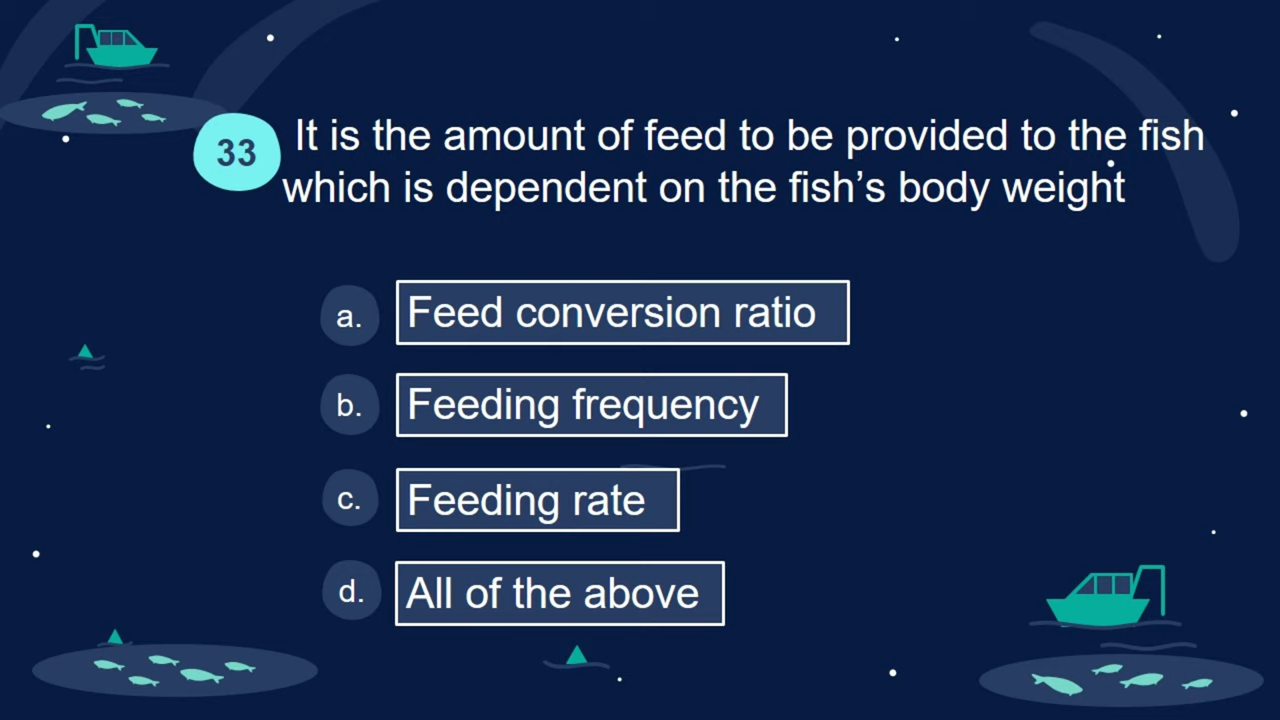 33 It is the amount of feed to be provided to the fish
which is dependent on the fish’s body weight
a. Feed conversion ratio
b. Feeding frequency
c. Feeding rate
d. All of the above